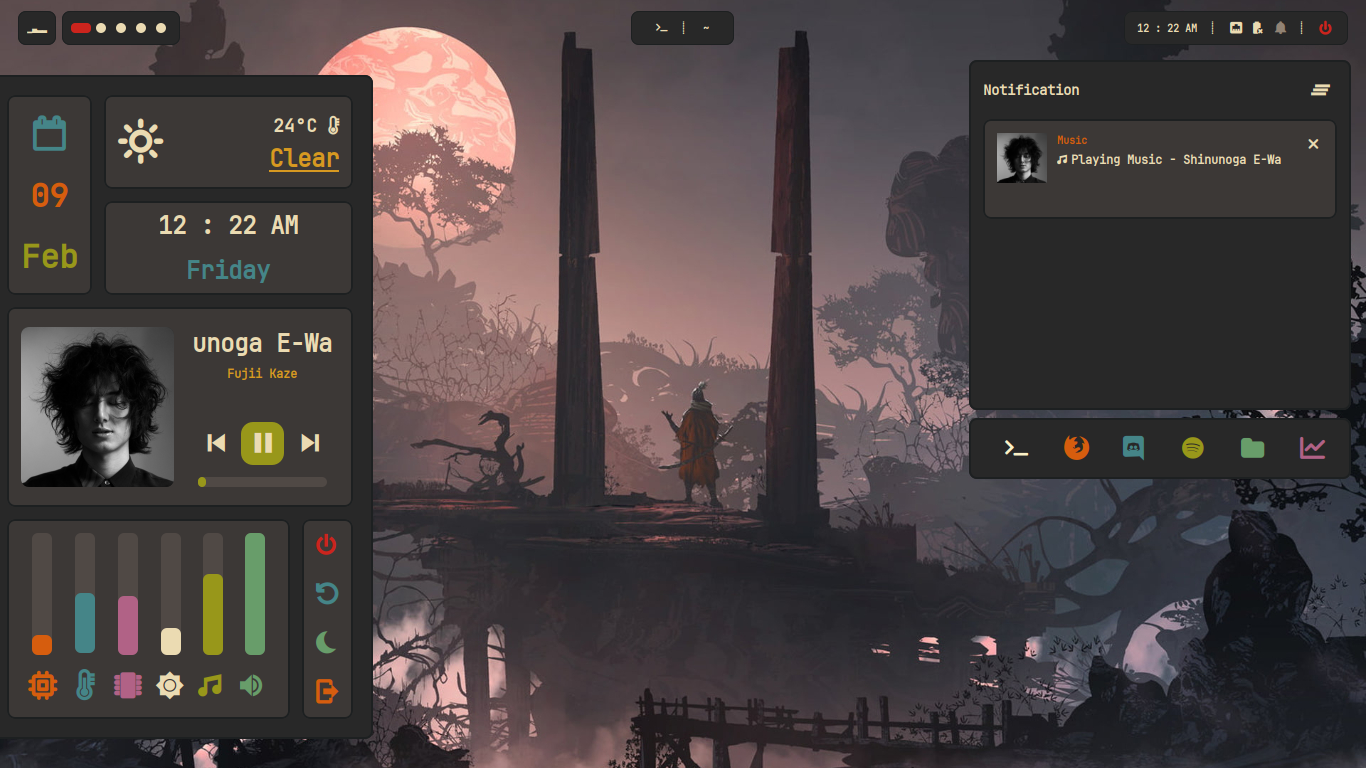 >_ | ~
12 : 22 AM
09
Feb
24°C
Clear
12 : 22 AM
Friday
unoga E-Wa
Fujii Kaze
Notification
Music
Playing Music - Shinunoga E-Wa